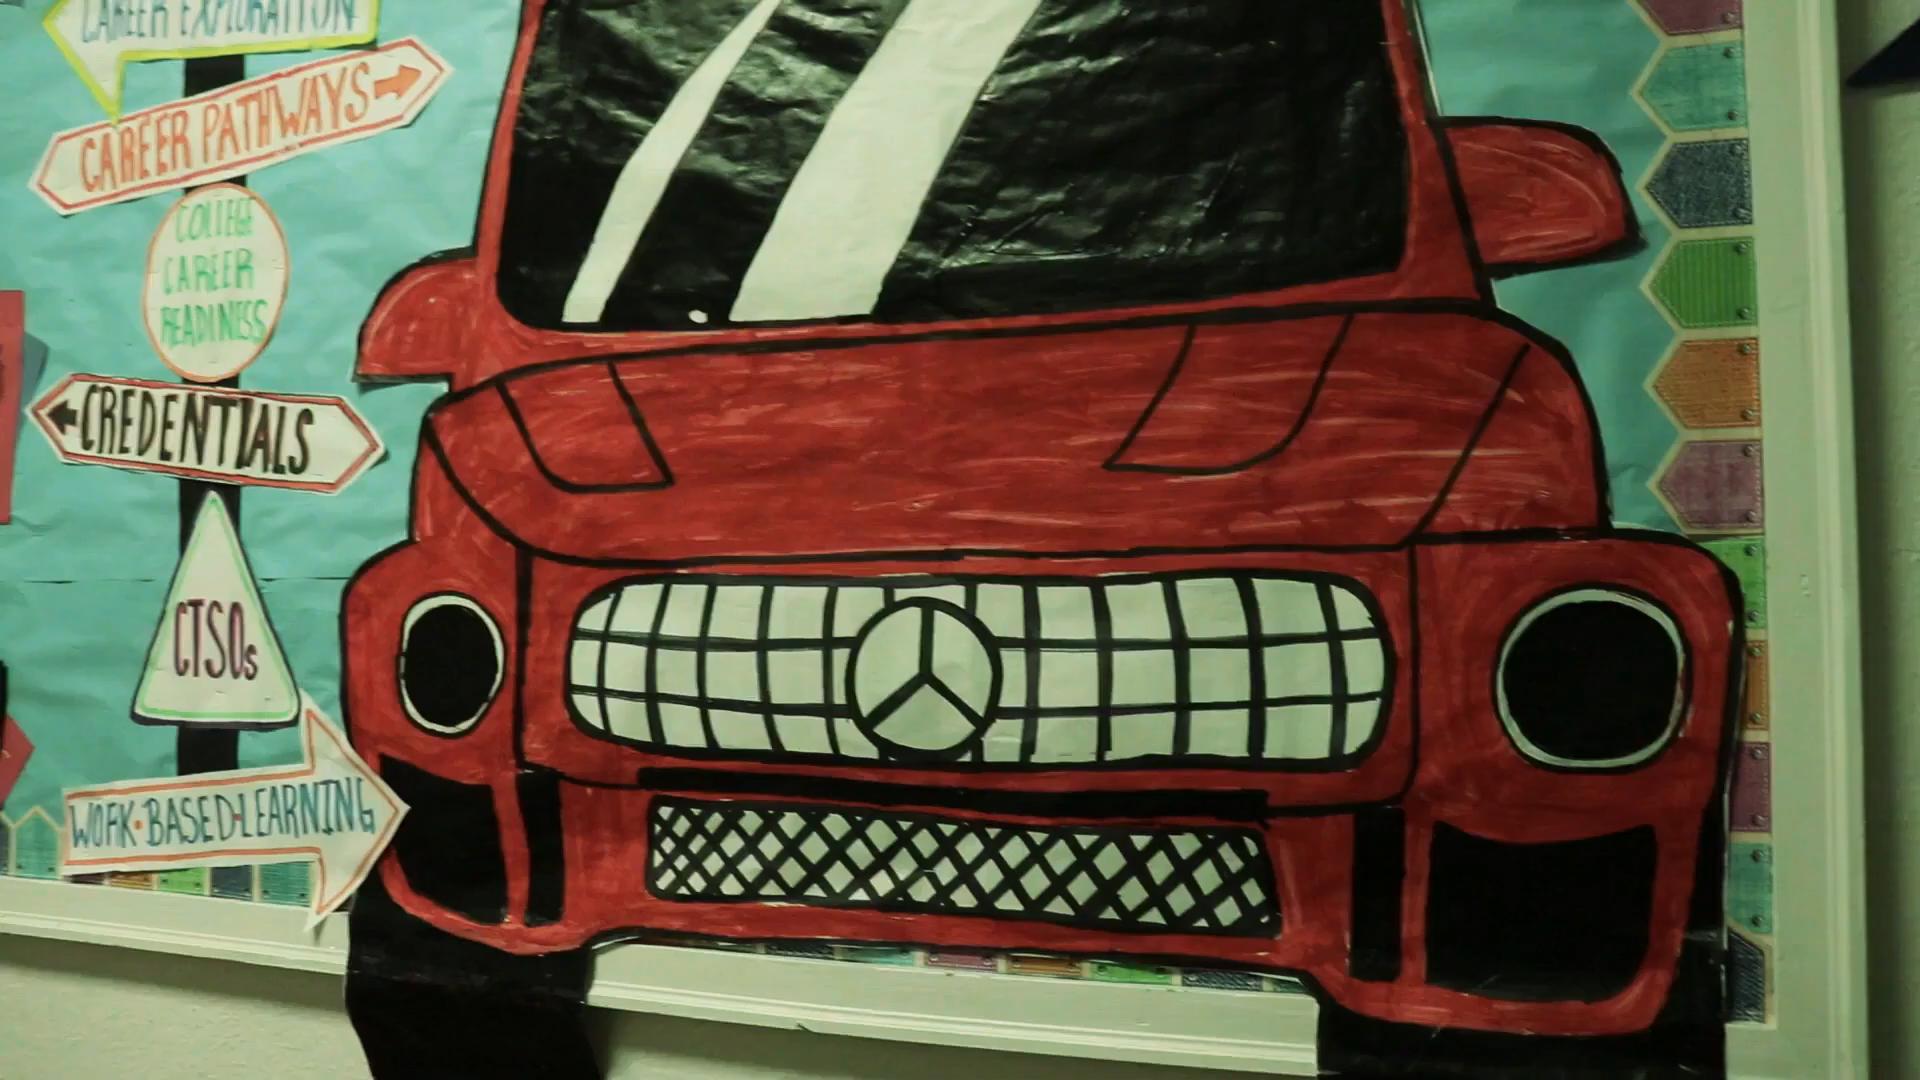 CAREER EXPLORATION
CAREER PATHWAYS
COLLEGE
CAREER
READINESS
CREDENTIALS
CTSOs
WORK-BASED-LEARNING